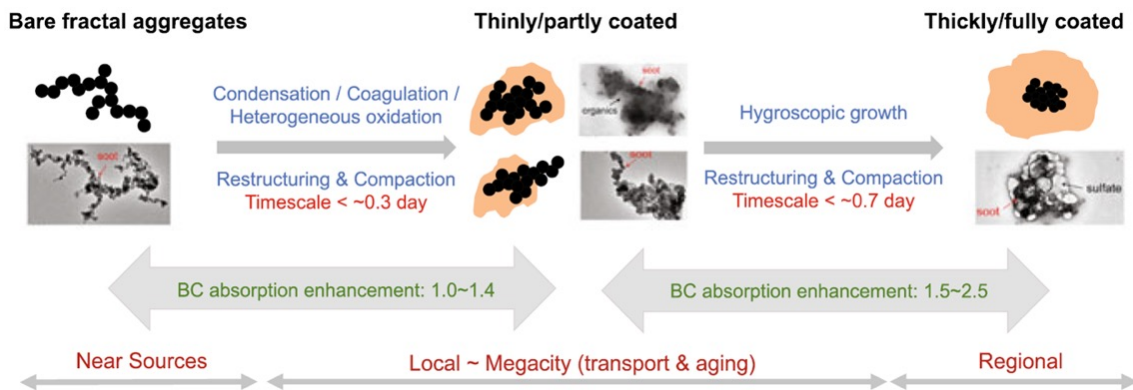 Bare fractal aggregates
Thinly/partly coated
Thickly/fully coated
Condensation / Coagulation /
Heterogeneous oxidation
Restructuring & Compaction
Timescale < ~0.3 day
soot
soot
organics
soot
Hygroscopic growth
Restructuring & Compaction
Timescale < ~0.7 day
sulfate
soot
BC absorption enhancement: 1.0~1.4
BC absorption enhancement: 1.5~2.5
Near Sources
Local ~ Megacity (transport & aging)
Regional